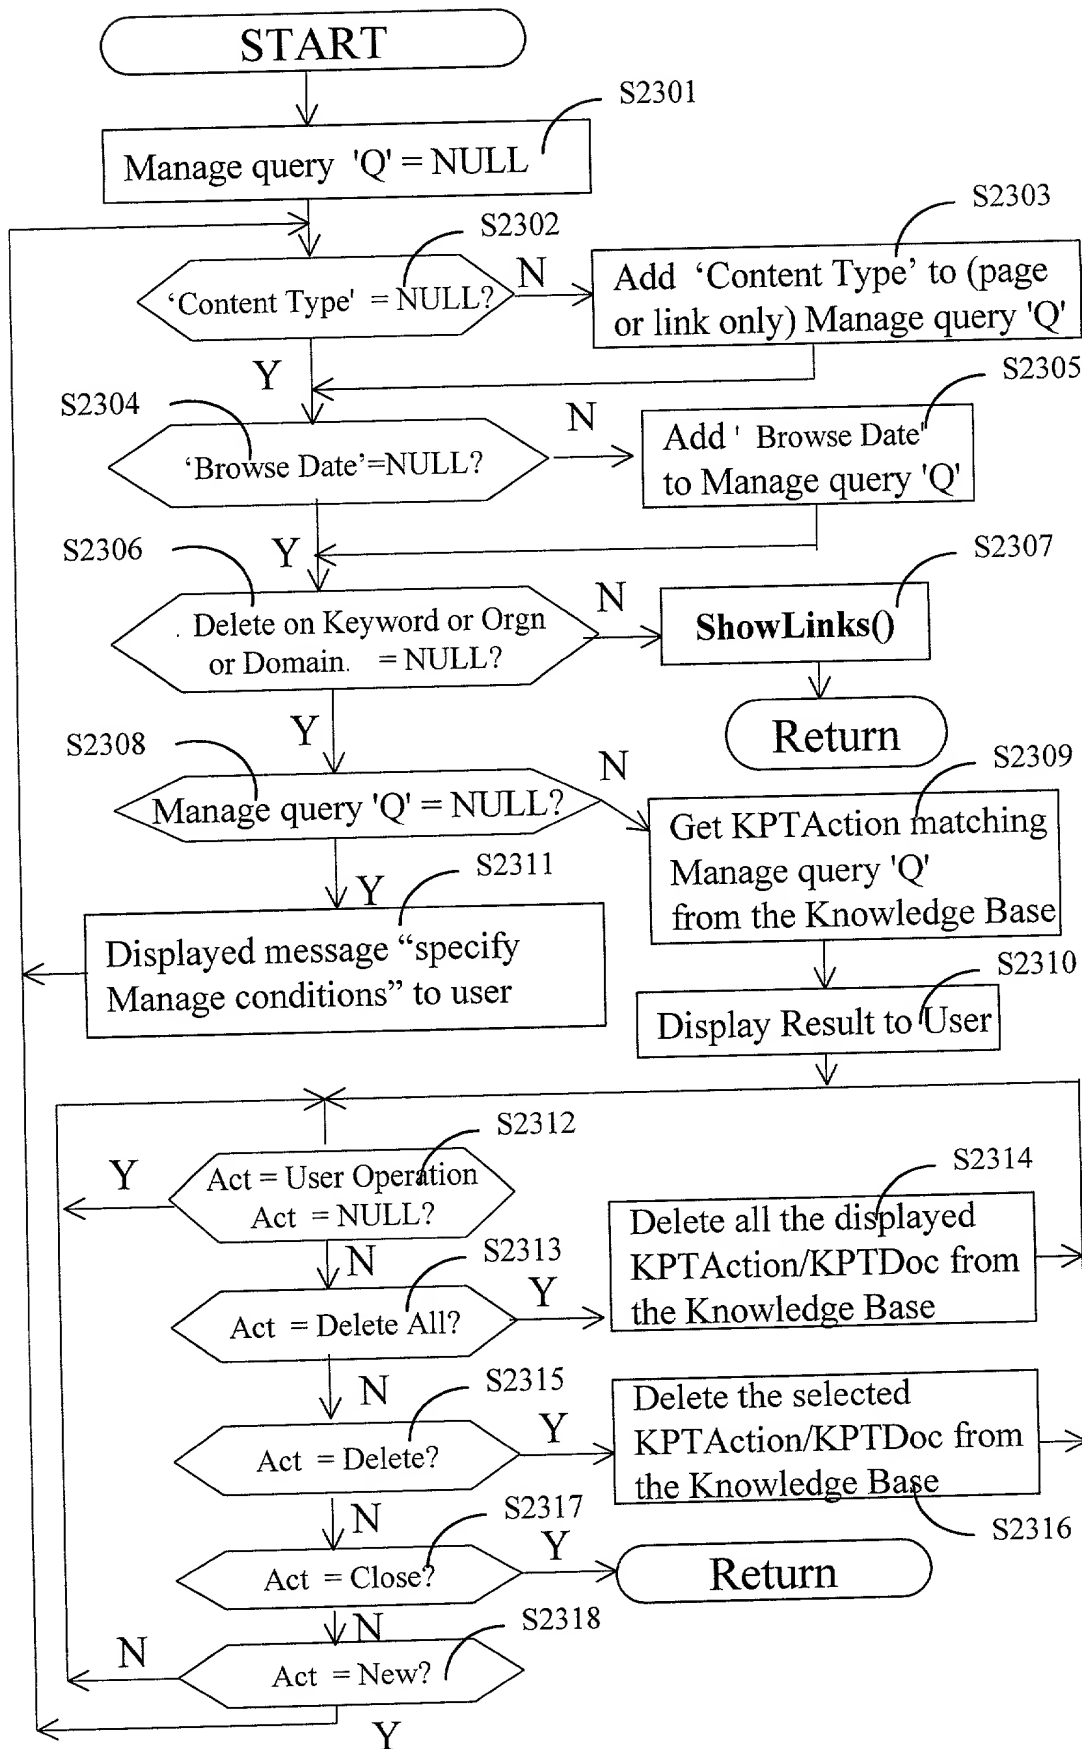 START
S2301
Manage query 'Q' = NULL
S2302
S2303
'Content Type' = NULL?
N
Add 'Content Type' to (page
or link only) Manage query 'Q'
Y
S2304
S2305
'Browse Date'=NULL?
N
Add ' Browse Date'
to Manage query 'Q'
Y
S2306
S2307
. Delete on Keyword or Orgn
or Domain. = NULL?
N
ShowLinks()
Return
Y
S2308
S2309
Manage query 'Q' = NULL?
N
Get KPTAction matching
Manage query 'Q'
from the Knowledge Base
Y
S2311
Displayed message “specify
Manage conditions” to user
S2310
Display Result to User
S2312
Y
Act = User Operation
Act = NULL?
S2314
Delete all the displayed
KPTAction/KPTDoc from
the Knowledge Base
N
S2313
Act = Delete All?
Y
N
S2315
Act = Delete?
Y
Delete the selected
KPTAction/KPTDoc from
the Knowledge Base
S2316
N
S2317
Act = Close?
Y
Return
N
S2318
N
Act = New?
Y